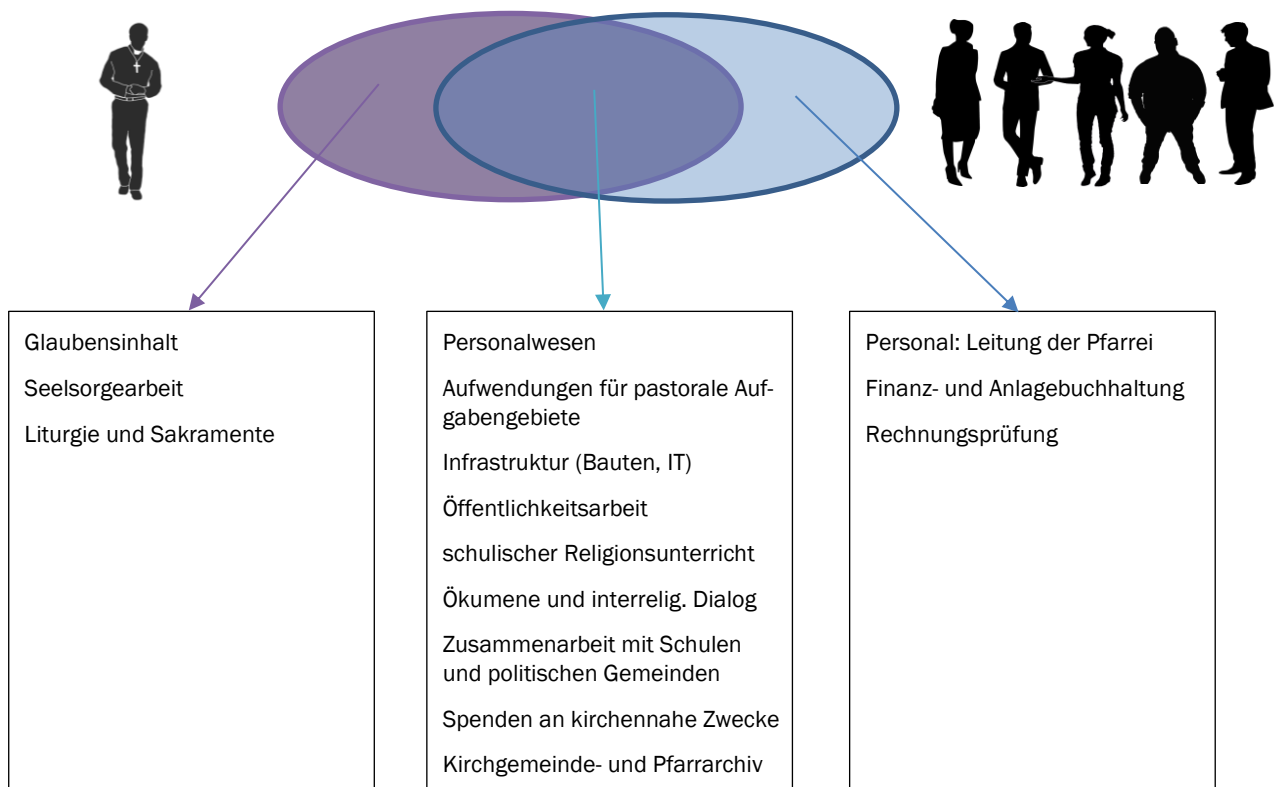 Glaubensinhalt
Seelsorgearbeit
Liturgie und Sakramente
Personalwesen
Aufwendungen für pastorale Auf-
gabengebiete
Infrastruktur (Bauten, IT)
Öffentlichkeitsarbeit
schulischer Religionsunterricht
Ökumene und interrelig. Dialog
Zusammenarbeit mit Schulen
und politischen Gemeinden
Spenden an kirchennahe Zwecke
Kirchgemeinde- und Pfarrarchiv
Personal: Leitung der Pfarrei
Finanz- und Anlagebuchhaltung
Rechnungsprüfung